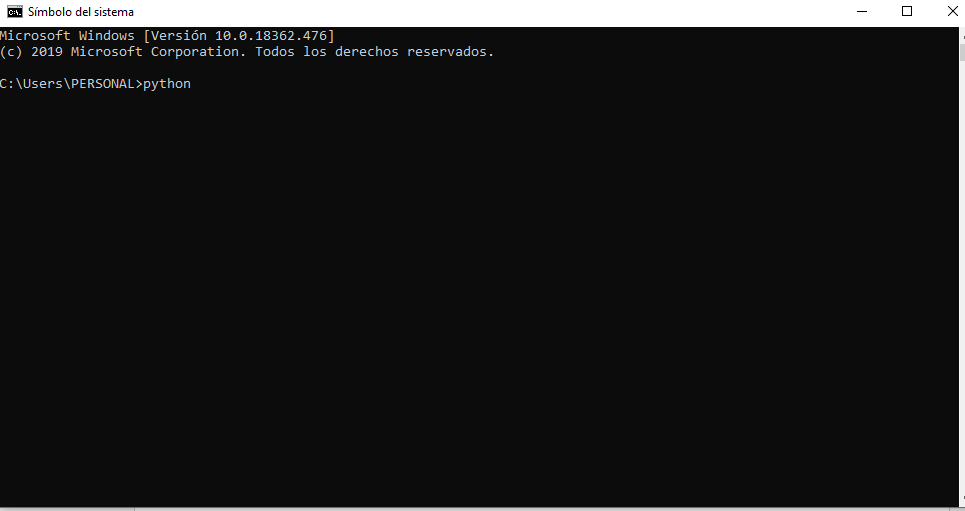 Símbolo del sistema
Microsoft Windows [Versión 10.0.18362.476]
(c) 2019 Microsoft Corporation. Todos los derechos reservados.
C:\Users\PERSONAL>python